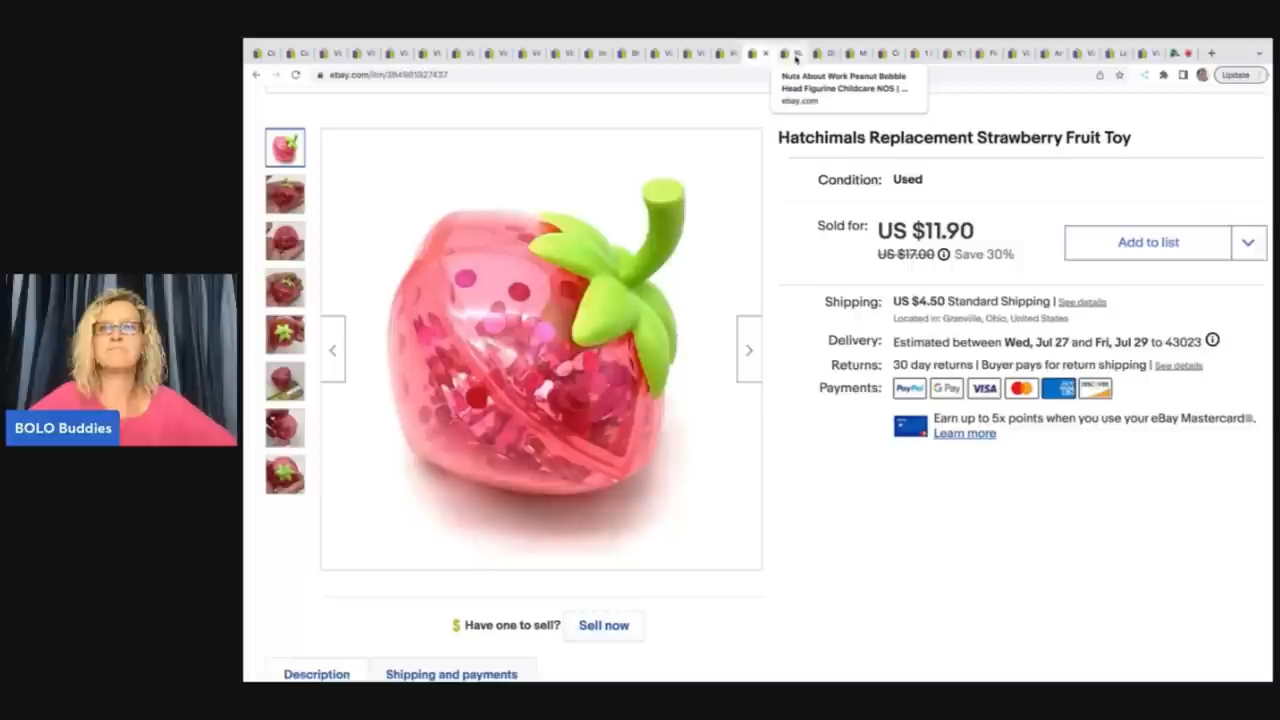 ebay.com/itm/284981927437
Update
Nuts About Work Peanut Bobble
Head Figurine Childcare NOS | ...
ebay.com
Hatchimals Replacement Strawberry Fruit Toy
Condition: Used
Sold for: US $11.90
US $17.00 Save 30%
Add to list
Shipping: US $4.50 Standard Shipping | See details
Located in: Granville, Ohio, United States
Delivery: Estimated between Wed, Jul 27 and Fri, Jul 29 to 43023
Returns: 30 day returns | Buyer pays for return shipping | See details
Payments: PayPal G Pay VISA DISCOVER
Earn up to 5x points when you use your eBay Mastercard®.
Learn more
BOLO Buddies
$ Have one to sell? Sell now
Description Shipping and payments